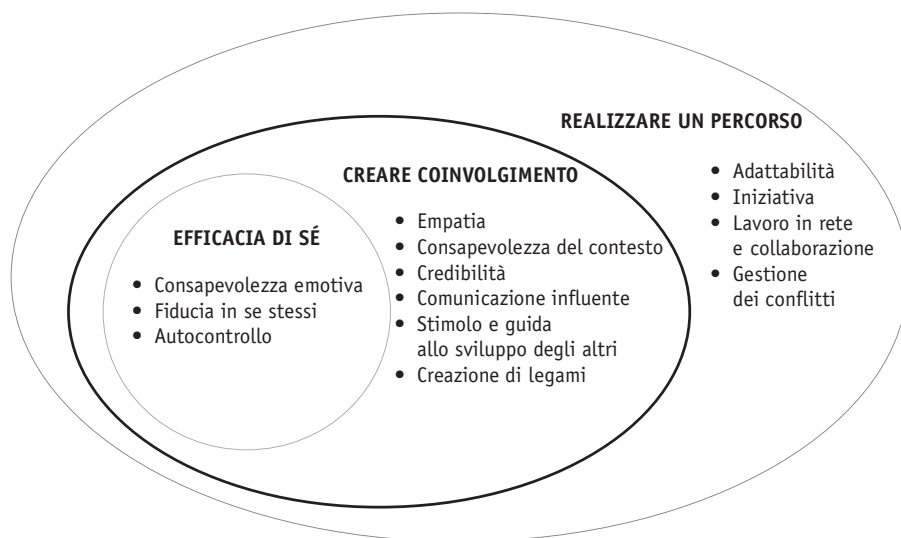 REALIZZARE UN PERCORSO
• Adattabilità
• Iniziativa
• Lavoro in rete
e collaborazione
• Gestione
dei conflitti
CREARE COINVOLGIMENTO
• Empatia
• Consapevolezza del contesto
• Credibilità
• Comunicazione influente
• Stimolo e guida
allo sviluppo degli altri
• Creazione di legami
EFFICACIA DI SÉ
• Consapevolezza emotiva
• Fiducia in se stessi
• Autocontrollo